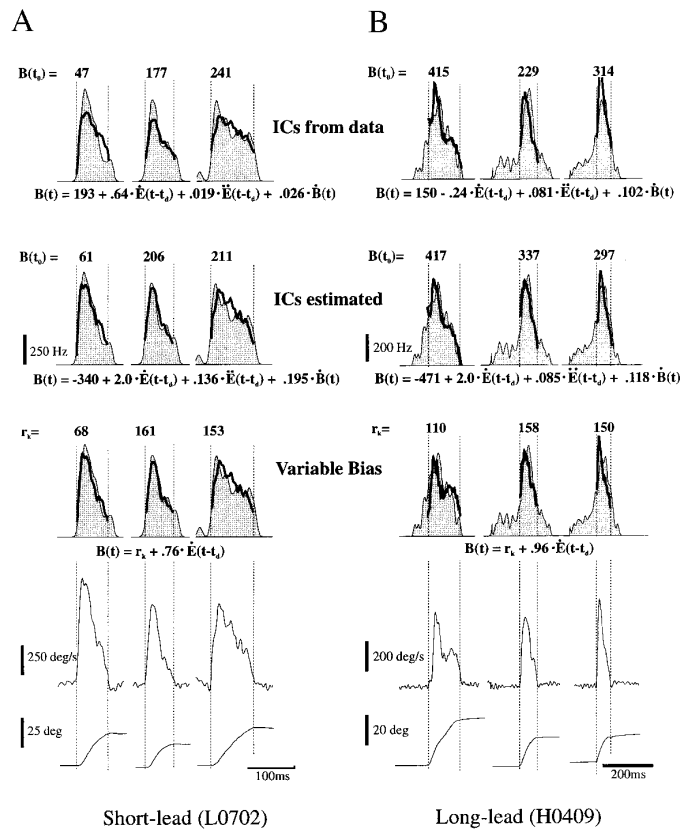 A
B
B(t₀) = 47 177 241
B(t₀) = 415 229 314
ICs from data
B(t) = 193 + .64·Ė(t-t_d) + .019·Ë(t-t_d) + .026·Ḃ(t)
B(t) = 150 - .24·Ė(t-t_d) + .081·Ë(t-t_d) + .102·Ḃ(t)
B(t₀) = 61 206 211
B(t₀) = 417 337 297
ICs estimated
250 Hz
200 Hz
B(t) = -340 + 2.0·Ė(t-t_d) + .136·Ë(t-t_d) + .195·Ḃ(t)
B(t) = -471 + 2.0·Ė(t-t_d) + .085·Ë(t-t_d) + .118·Ḃ(t)
r_k= 68 161 153
r_k= 110 158 150
Variable Bias
B(t) = r_k + .76·Ė(t-t_d)
B(t) = r_k + .96·Ė(t-t_d)
250 deg/s
200 deg/s
25 deg
20 deg
100ms
200ms
Short-lead (L0702)
Long-lead (H0409)